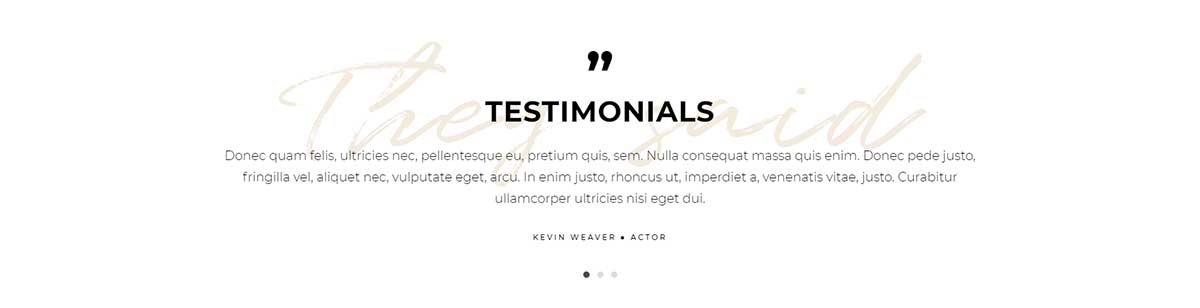 They said
”
TESTIMONIALS
Donec quam felis, ultricies nec, pellentesque eu, pretium quis, sem. Nulla consequat massa quis enim. Donec pede justo,
fringilla vel, aliquet nec, vulputate eget, arcu. In enim justo, rhoncus ut, imperdiet a, venenatis vitae, justo. Curabitur
ullamcorper ultricies nisi eget dui.
KEVIN WEAVER ● ACTOR